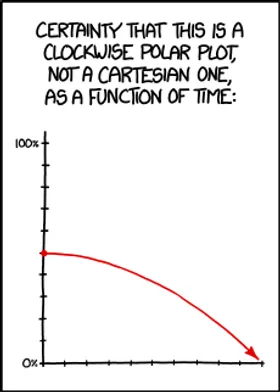 CERTAINTY THAT THIS IS A
CLOCKWISE POLAR PLOT,
NOT A CARTESIAN ONE,
AS A FUNCTION OF TIME:
100%
0%